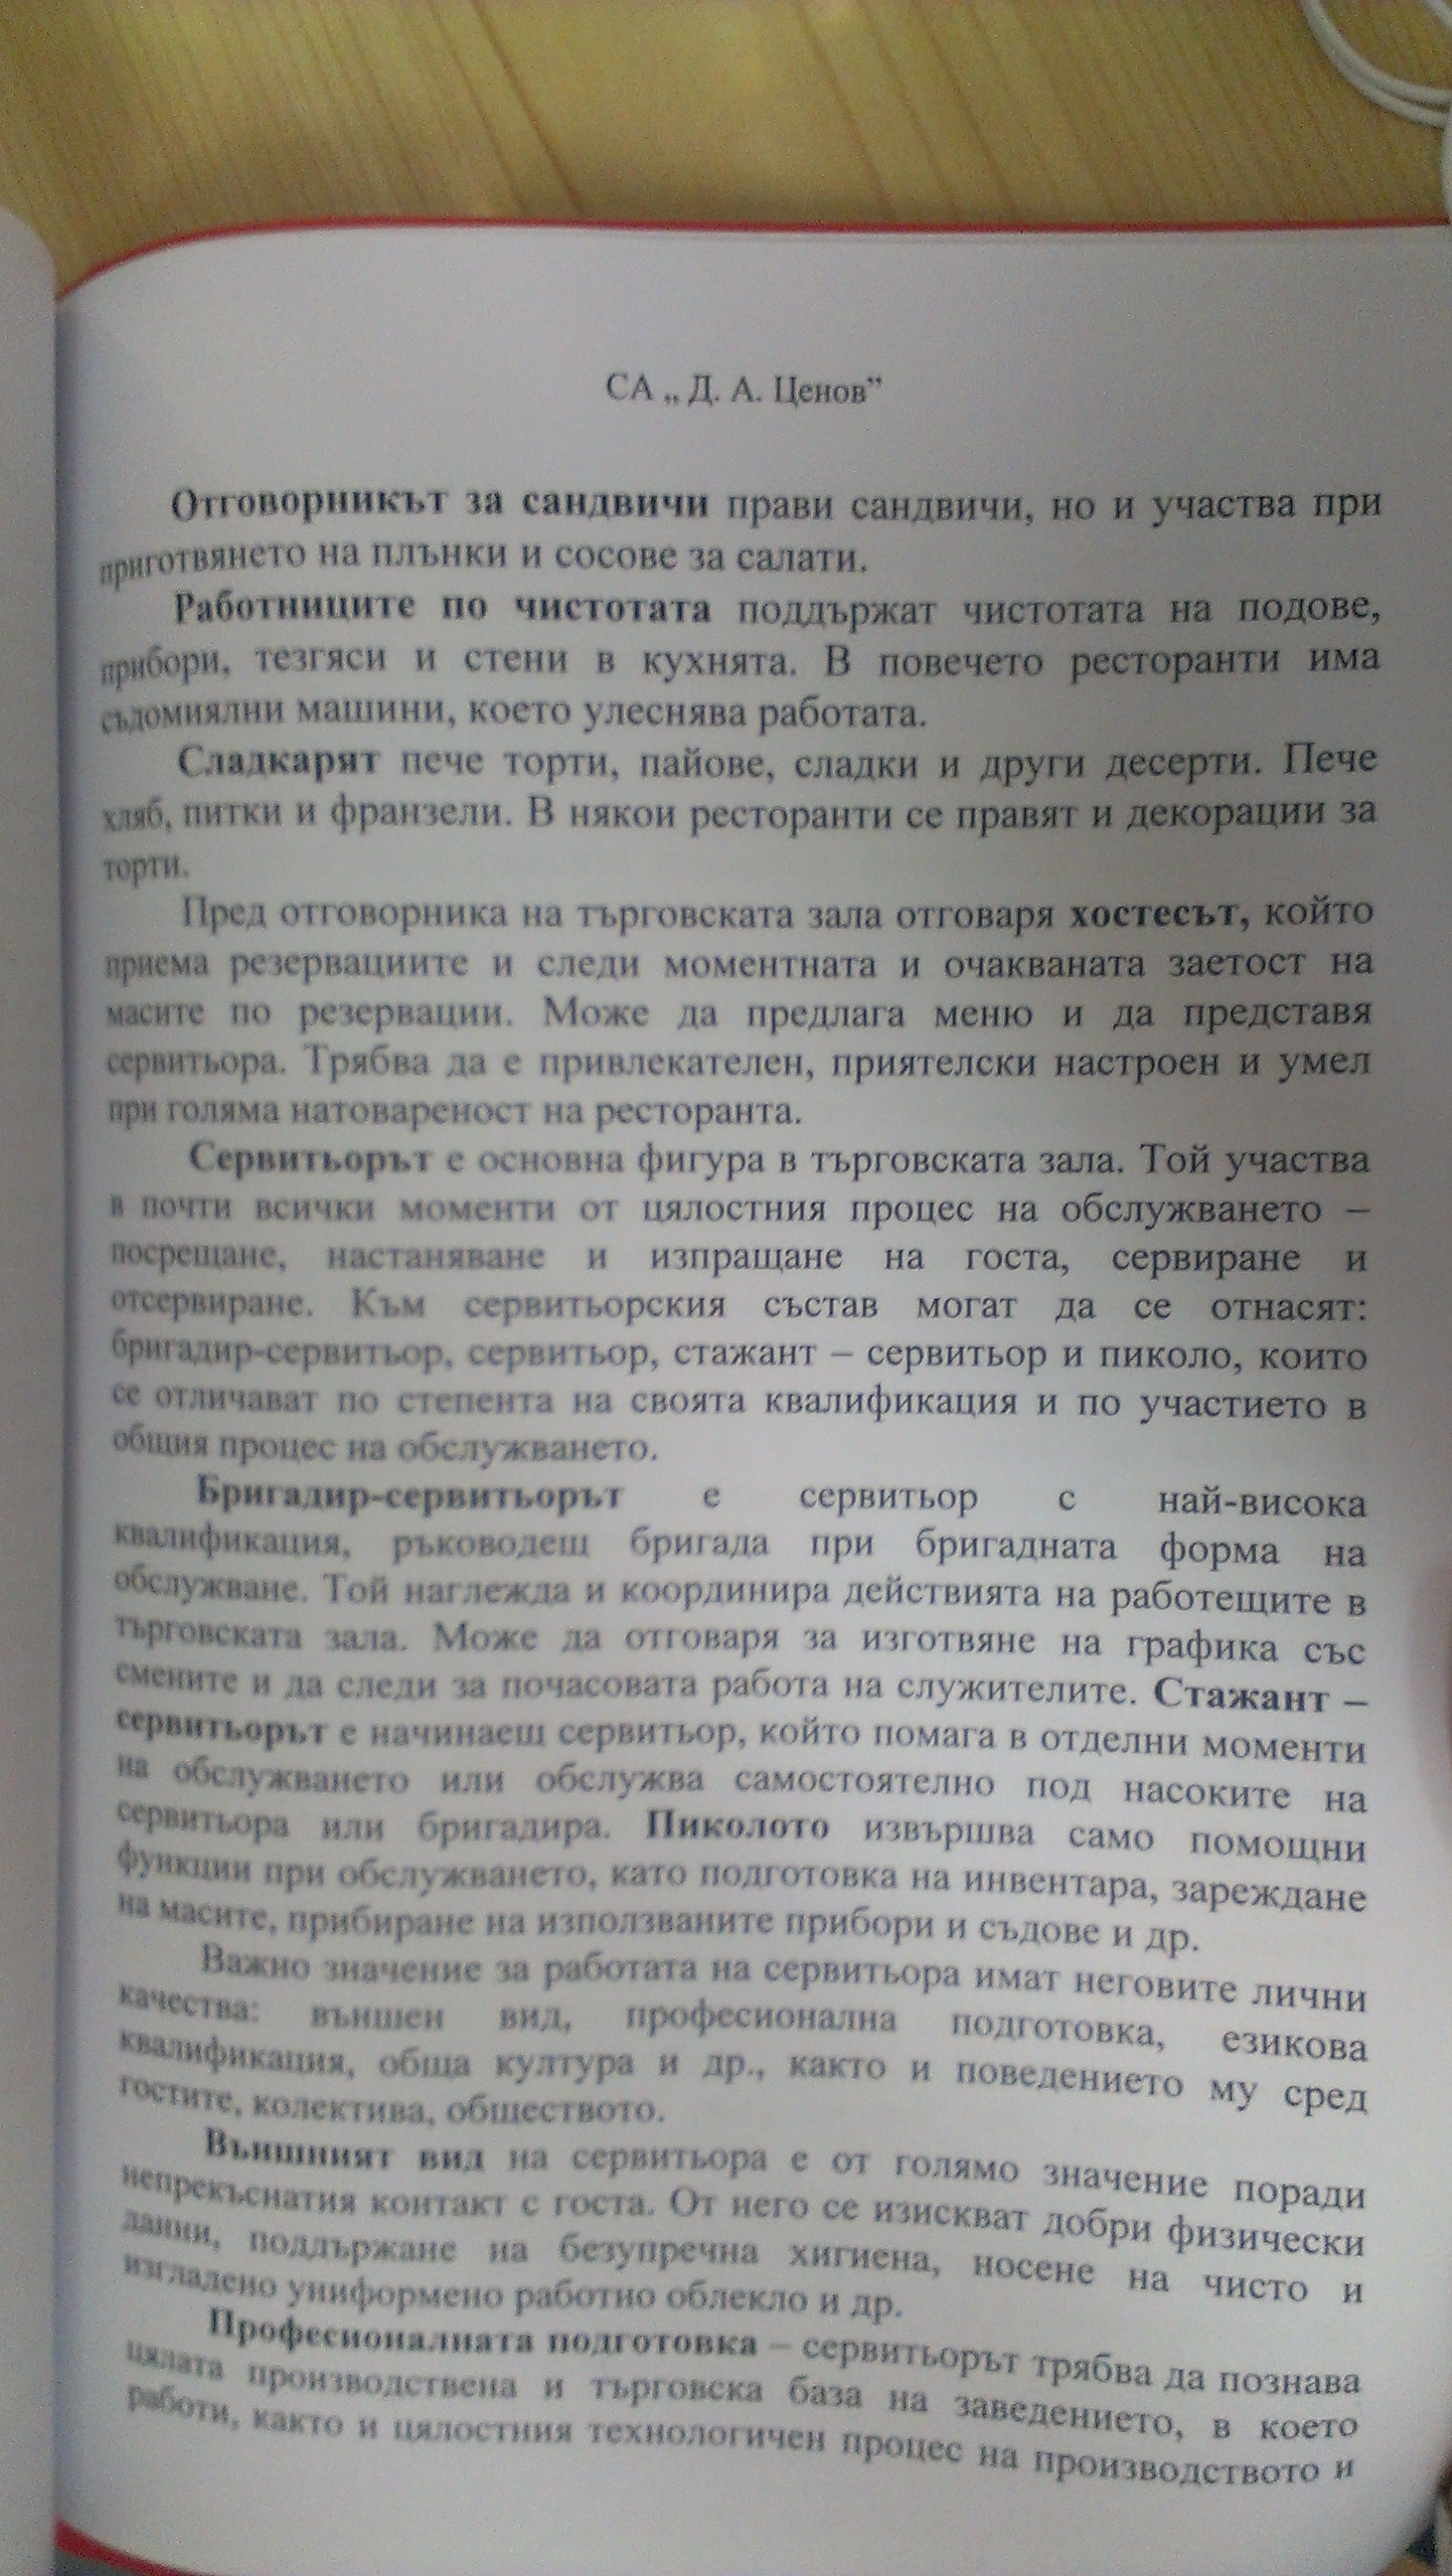 СА „ Д. А. Ценов”
Отговорникът за сандвичи прави сандвичи, но и участва при
приготвянето на плънки и сосове за салати.
Работниците по чистотата поддържат чистотата на подове,
прибори, тезгяси и стени в кухнята. В повечето ресторанти има
съдомиялни машини, което улеснява работата.
Сладкарят пече торти, пайове, сладки и други десерти. Пече
хляб, питки и франзели. В някои ресторанти се правят и декорации за
торти.
Пред отговорника на търговската зала отговаря хостесът, който
приема резервациите и следи моментната и очакваната заетост на
масите по резервации. Може да предлага меню и да представя
сервитьора. Трябва да е привлекателен, приятелски настроен и умел
при голяма натовареност на ресторанта.
Сервитьорът е основна фигура в търговската зала. Той участва
в почти всички моменти от цялостния процес на обслужването –
посрещане, настаняване и изпращане на госта, сервиране и
отсервиране. Към сервитьорския състав могат да се отнасят:
бригадир-сервитьор, сервитьор, стажант – сервитьор и пиколо, които
се отличават по степента на своята квалификация и по участието в
общия процес на обслужването.
Бригадир-сервитьорът е сервитьор с най-висока
квалификация, ръководещ бригада при бригадната форма на
обслужване. Той наглежда и координира действията на работещите в
търговската зала. Може да отговаря за изготвяне на графика със
смените и да следи за почасовата работа на служителите. Стажант –
сервитьорът е начинаещ сервитьор, който помага в отделни моменти
на обслужването или обслужва самостоятелно под насоките на
сервитьора или бригадира. Пиколото извършва само помощни
функции при обслужването, като подготовка на инвентара, зареждане
на масите, прибиране на използваните прибори и съдове и др.
Важно значение за работата на сервитьора имат неговите лични
качества: външен вид, професионална подготовка, езикова
квалификация, обща култура и др., както и поведението му сред
гостите, колектива, обществото.
Външният вид на сервитьора е от голямо значение поради
непрекъснатия контакт с госта. От него се изискват добри физически
данни, поддържане на безупречна хигиена, носене на чисто и
изгладено униформено работно облекло и др.
Професионалната подготовка – сервитьорът трябва да познава
цялата производствена и търговска база на заведението, в което
работи, както и цялостния технологичен процес на производството и